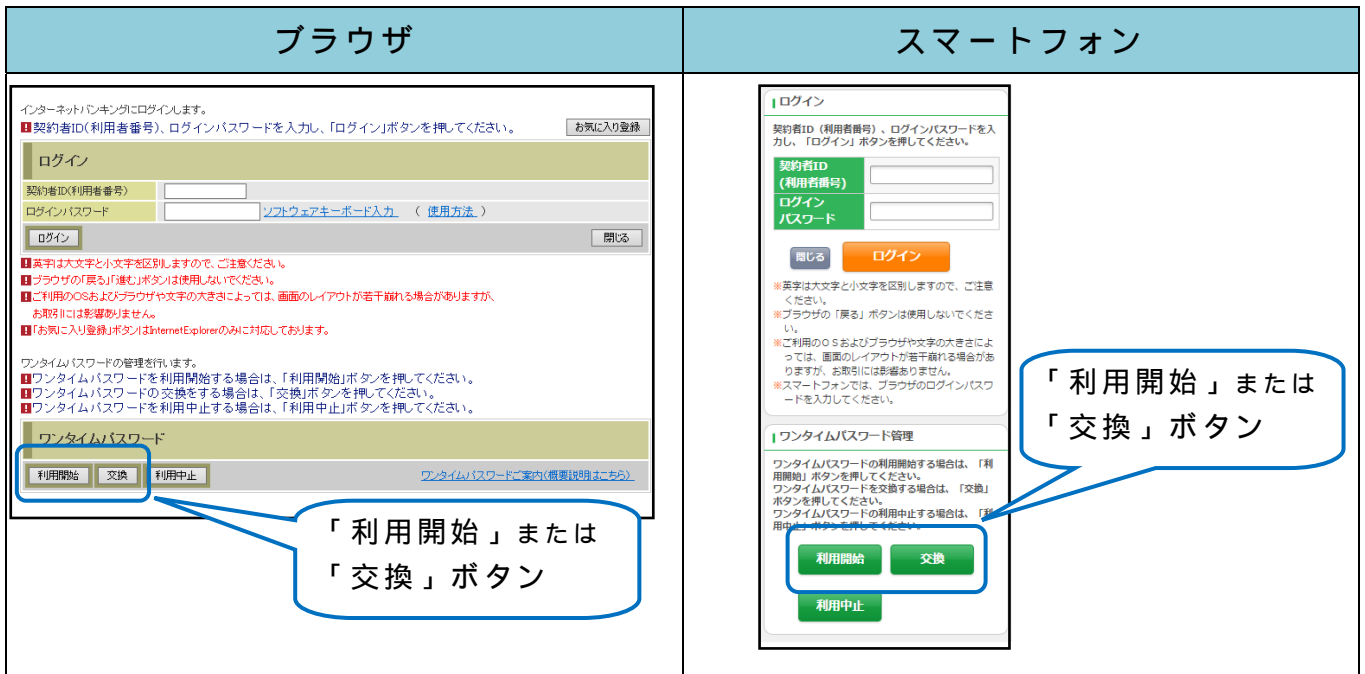 ブラウザ
スマートフォン
インターネットバンキングにログインします。
契約者ID(利用者番号)、ログインパスワードを入力し、「ログイン」ボタンを押してください。
お気に入り登録
ログイン
契約者ID(利用者番号)
ログインパスワード
ソフトウェアキーボード入力 ( 使用方法 )
ログイン
閉じる
英字は大文字と小文字を区別しますので、ご注意ください。
ブラウザの「戻る」「進む」ボタンは使用しないでください。
ご利用のOSおよびブラウザや文字の大きさによっては、画面のレイアウトが若干崩れる場合がありますが、
お取引には影響ありません。
「お気に入り登録」ボタンはInternetExplorerのみに対応しております。
ワンタイムパスワードの管理を行います。
ワンタイムパスワードを利用開始する場合は、「利用開始」ボタンを押してください。
ワンタイムパスワードの交換をする場合は、「交換」ボタンを押してください。
ワンタイムパスワードを利用中止する場合は、「利用中止」ボタンを押してください。
ワンタイムパスワード
利用開始 交換 利用中止
ワンタイムパスワードご案内(概要説明はこちら)
「利用開始」または
「交換」ボタン
ログイン
契約者ID(利用者番号)、ログインパスワードを入
力し、「ログイン」ボタンを押してください。
契約者ID
(利用者番号)
ログイン
パスワード
閉じる ログイン
※英字は大文字と小文字を区別しますので、ご注意
ください。
※ブラウザの「戻る」ボタンは使用しないでくださ
い。
※ご利用のOSおよびブラウザや文字の大きさによ
っては、画面のレイアウトが若干崩れる場合があ
りますが、お取引には影響ありません。
※スマートフォンでは、ブラウザのログインパスワ
ードを入力してください。
ワンタイムパスワード管理
ワンタイムパスワードの利用開始する場合は、「利
用開始」ボタンを押してください。
ワンタイムパスワードを交換する場合は、「交換」
ボタンを押してください。
ワンタイムパスワードの利用中止する場合は、「利
用中止」ボタンを押してください。
利用開始 交換
利用中止
「利用開始」または
「交換」ボタン